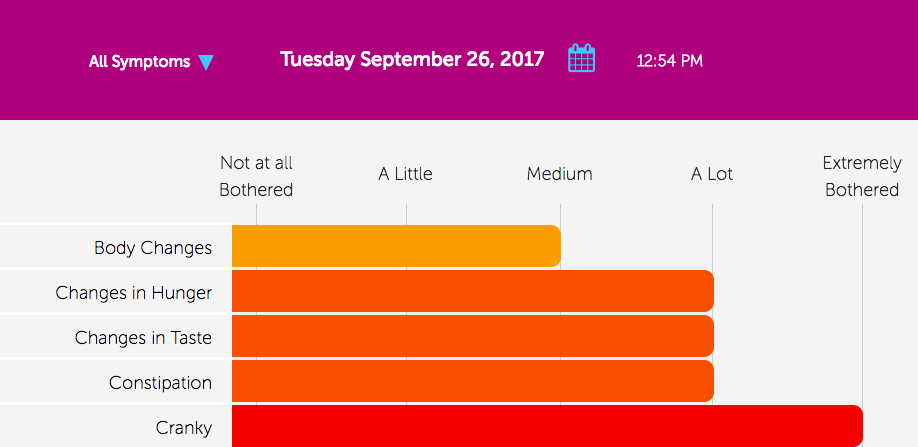 All Symptoms
Tuesday September 26, 2017
12:54 PM
Not at all
Bothered
A Little
Medium
A Lot
Extremely
Bothered
Body Changes
Changes in Hunger
Changes in Taste
Constipation
Cranky